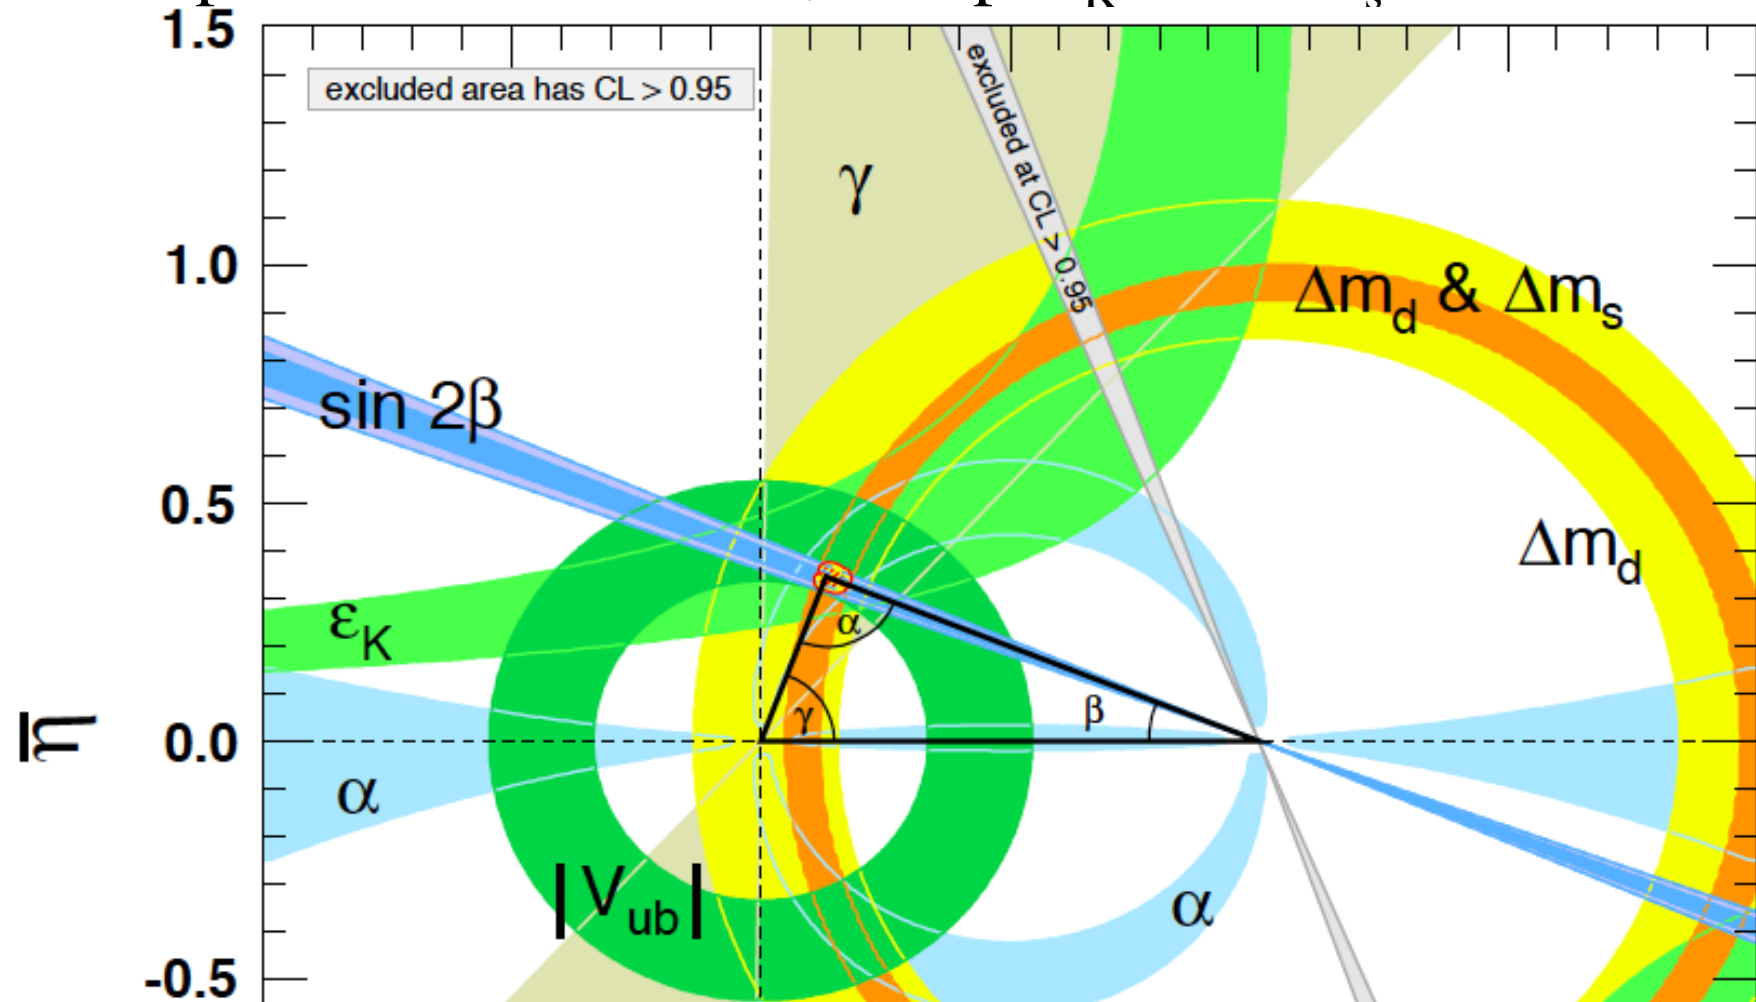 1.5
excluded area has CL > 0.95
excluded at CL > 0.95
γ
1.0
Δm_d & Δm_s
sin 2β
0.5
Δm_d
ε_K
α
γ
β
η̄
0.0
α
|V_ub|
α
-0.5